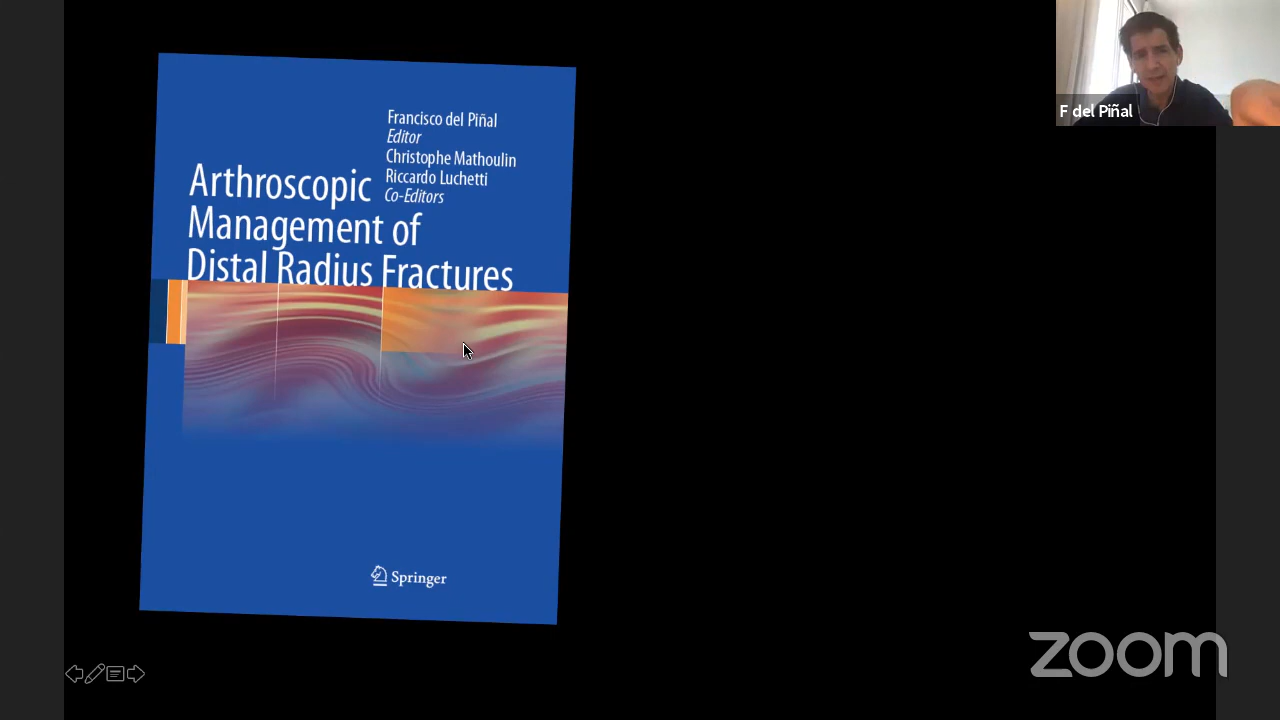 Francisco del Piñal
Editor
Christophe Mathoulin
Riccardo Luchetti
Co-Editors
Arthroscopic
Management of
Distal Radius Fractures
Springer
F del Piñal
zoom